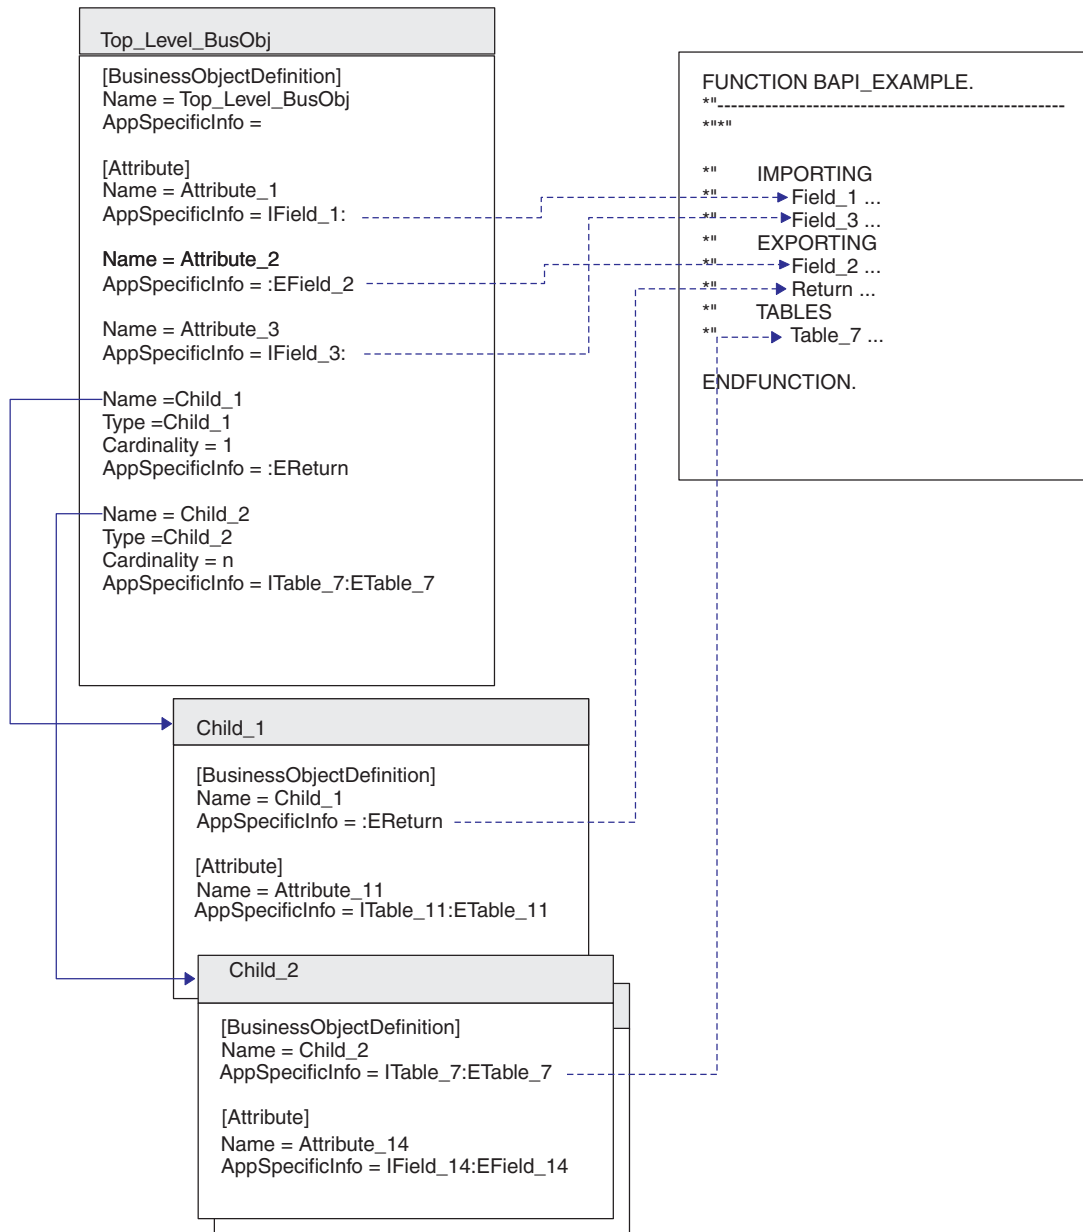 Top_Level_BusObj
[BusinessObjectDefinition]
Name = Top_Level_BusObj
AppSpecificInfo =
[Attribute]
Name = Attribute_1
AppSpecificInfo = IField_1:
Name = Attribute_2
AppSpecificInfo = :EField_2
Name = Attribute_3
AppSpecificInfo = IField_3:
Name =Child_1
Type =Child_1
Cardinality = 1
AppSpecificInfo = :EReturn
Name = Child_2
Type =Child_2
Cardinality = n
AppSpecificInfo = ITable_7:ETable_7
FUNCTION BAPI_EXAMPLE.
*"----------------------------------------------------
*"*"
*" IMPORTING
*" Field_1 ...
*" Field_3 ...
*" EXPORTING
*" Field_2 ...
*" Return ...
*" TABLES
*" Table_7 ...
ENDFUNCTION.
Child_1
[BusinessObjectDefinition]
Name = Child_1
AppSpecificInfo = :EReturn
[Attribute]
Name = Attribute_11
AppSpecificInfo = ITable_11:ETable_11
Child_2
[BusinessObjectDefinition]
Name = Child_2
AppSpecificInfo = ITable_7:ETable_7
[Attribute]
Name = Attribute_14
AppSpecificInfo = IField_14:EField_14